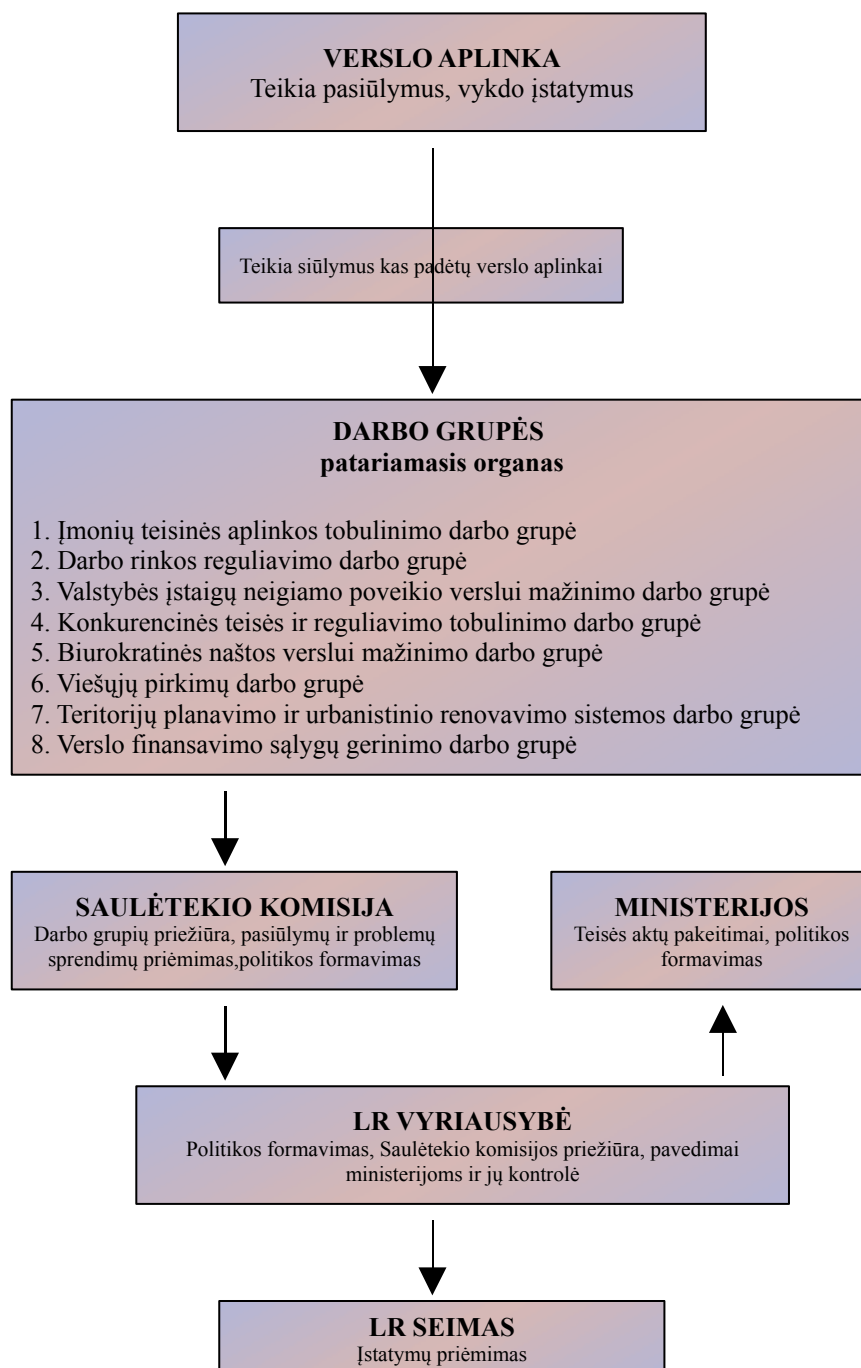 VERSLO APLINKA
Teikia pasiūlymus, vykdo įstatymus
Teikia siūlymus kas padėtų verslo aplinkai
DARBO GRUPĖS
patariamasis organas
1. Įmonių teisinės aplinkos tobulinimo darbo grupė
2. Darbo rinkos reguliavimo darbo grupė
3. Valstybės įstaigų neigiamo poveikio verslui mažinimo darbo grupė
4. Konkurencinės teisės ir reguliavimo tobulinimo darbo grupė
5. Biurokratinės naštos verslui mažinimo darbo grupė
6. Viešųjų pirkimų darbo grupė
7. Teritorijų planavimo ir urbanistinio renovavimo sistemos darbo grupė
8. Verslo finansavimo sąlygų gerinimo darbo grupė
SAULĖTEKIO KOMISIJA
Darbo grupių priežiūra, pasiūlymų ir problemų
sprendimų priėmimas,politikos formavimas
MINISTERIJOS
Teisės aktų pakeitimai, politikos
formavimas
LR VYRIAUSYBĖ
Politikos formavimas, Saulėtekio komisijos priežiūra, pavedimai
ministerijoms ir jų kontrolė
LR SEIMAS
Įstatymų priėmimas